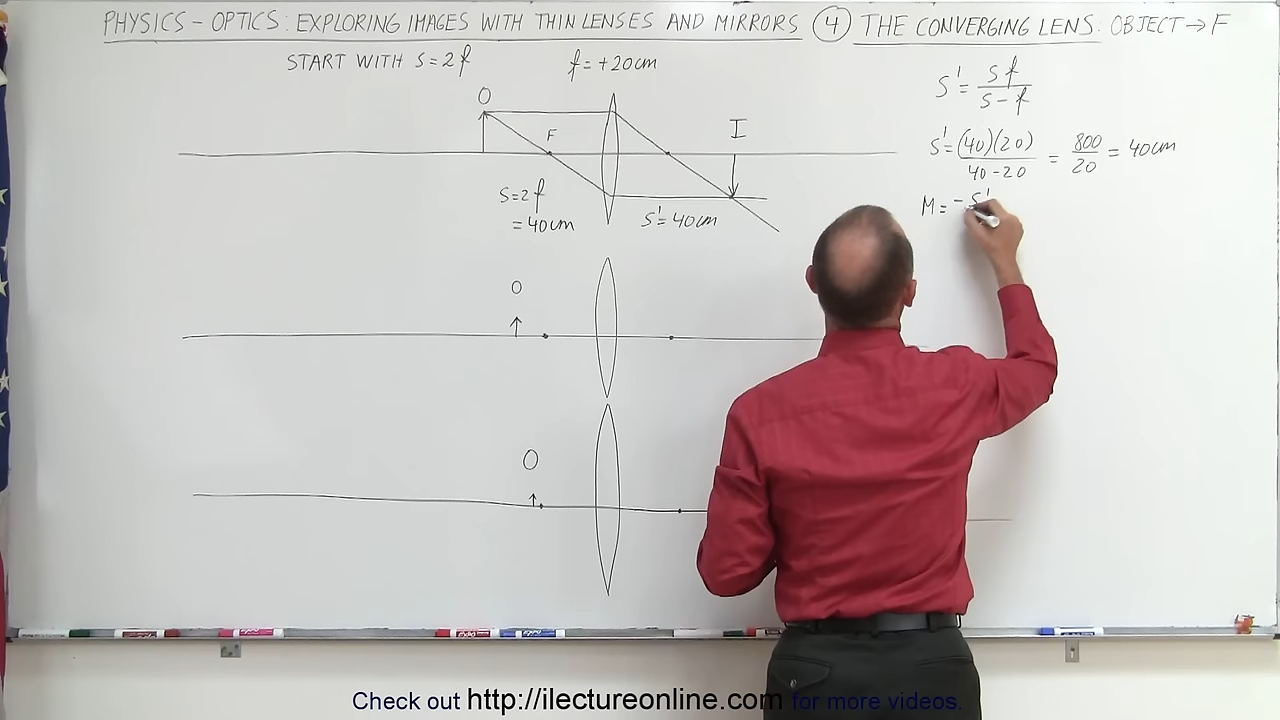 PHYSICS - OPTICS: EXPLORING IMAGES WITH THIN LENSES AND MIRRORS ④ THE CONVERGING LENS: OBJECT → F
START WITH S = 2f
f = +20cm
O
F
I
S = 2f
= 40cm
S' = 40cm
S' = Sf / S - f
S' = (40)(20) / 40 - 20 = 800 / 20 = 40cm
M = - S'
O
O
Check out http://ilectureonline.com for more videos.